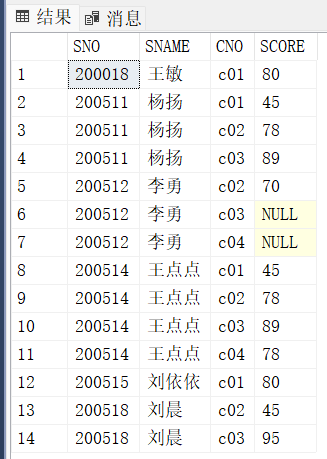 结果 消息
SNO SNAME CNO SCORE
1 200018 王敏 c01 80
2 200511 杨扬 c01 45
3 200511 杨扬 c02 78
4 200511 杨扬 c03 89
5 200512 李勇 c02 70
6 200512 李勇 c03 NULL
7 200512 李勇 c04 NULL
8 200514 王点点 c01 45
9 200514 王点点 c02 78
10 200514 王点点 c03 89
11 200514 王点点 c04 78
12 200515 刘依依 c01 80
13 200518 刘晨 c02 45
14 200518 刘晨 c03 95